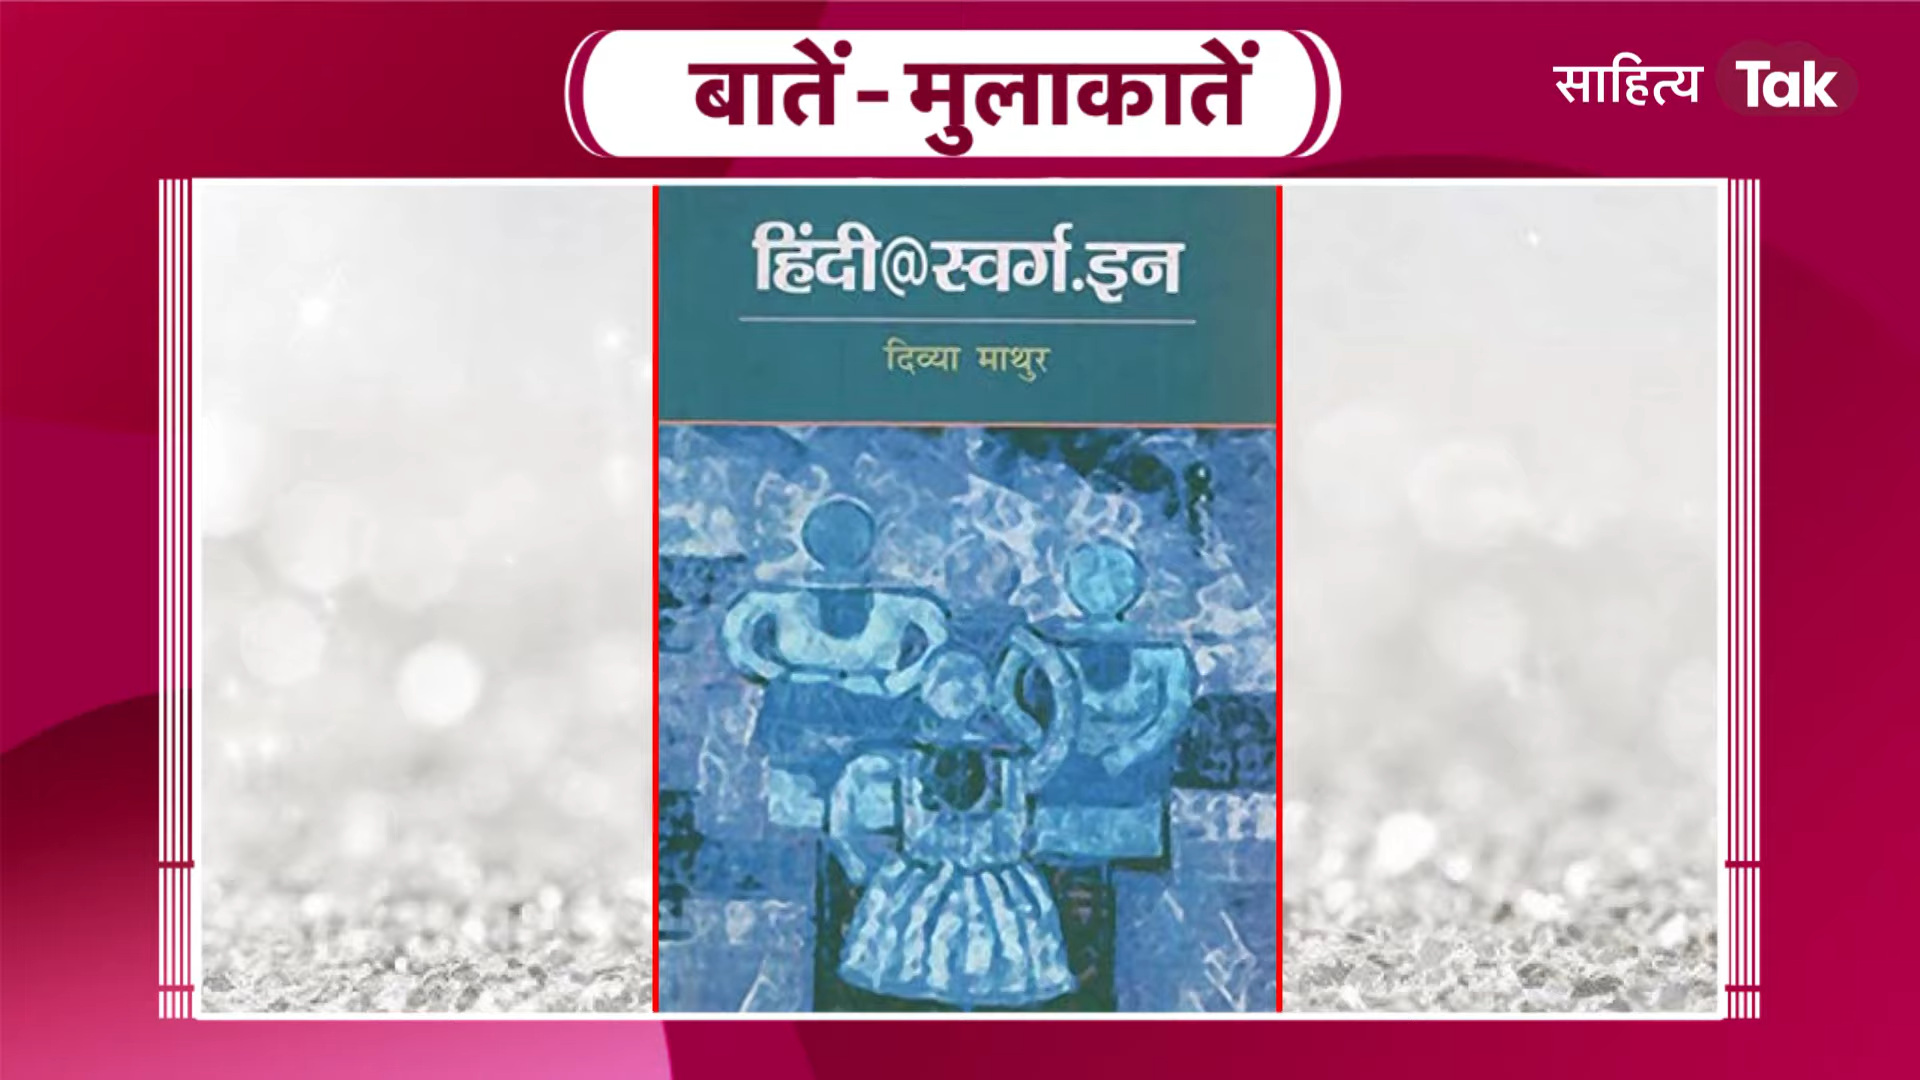 बातें-मुलाकातें
साहित्य Tak
हिंदी@स्वर्ग.इन
दिव्या माथुर